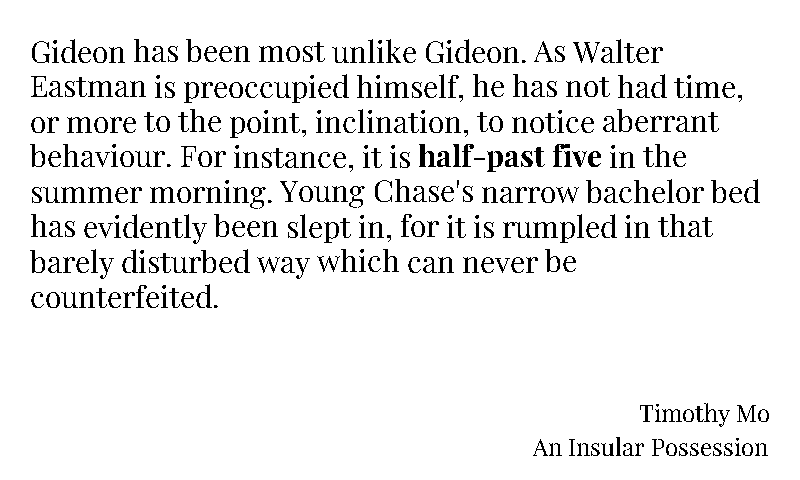 Gideon has been most unlike Gideon. As Walter
Eastman is preoccupied himself, he has not had time,
or more to the point, inclination, to notice aberrant
behaviour. For instance, it is half-past five in the
summer morning. Young Chase's narrow bachelor bed
has evidently been slept in, for it is rumpled in that
barely disturbed way which can never be
counterfeited.
Timothy Mo
An Insular Possession